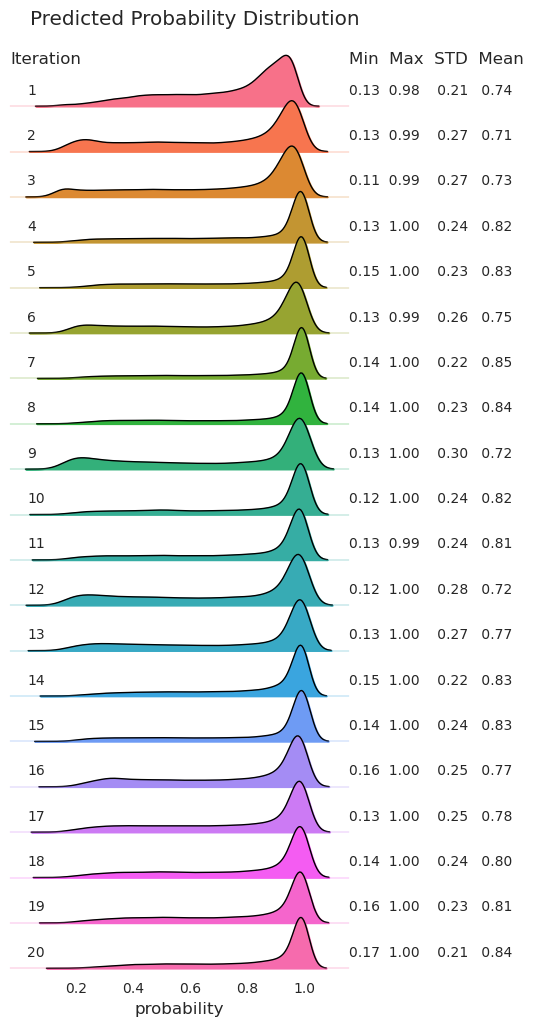 Predicted Probability Distribution
Iteration Min Max STD Mean
1 0.13 0.98 0.21 0.74
2 0.13 0.99 0.27 0.71
3 0.11 0.99 0.27 0.73
4 0.13 1.00 0.24 0.82
5 0.15 1.00 0.23 0.83
6 0.13 0.99 0.26 0.75
7 0.14 1.00 0.22 0.85
8 0.14 1.00 0.23 0.84
9 0.13 1.00 0.30 0.72
10 0.12 1.00 0.24 0.82
11 0.13 0.99 0.24 0.81
12 0.12 1.00 0.28 0.72
13 0.13 1.00 0.27 0.77
14 0.15 1.00 0.22 0.83
15 0.14 1.00 0.24 0.83
16 0.16 1.00 0.25 0.77
17 0.13 1.00 0.25 0.78
18 0.14 1.00 0.24 0.80
19 0.16 1.00 0.23 0.81
20 0.17 1.00 0.21 0.84
0.2 0.4 0.6 0.8 1.0
probability